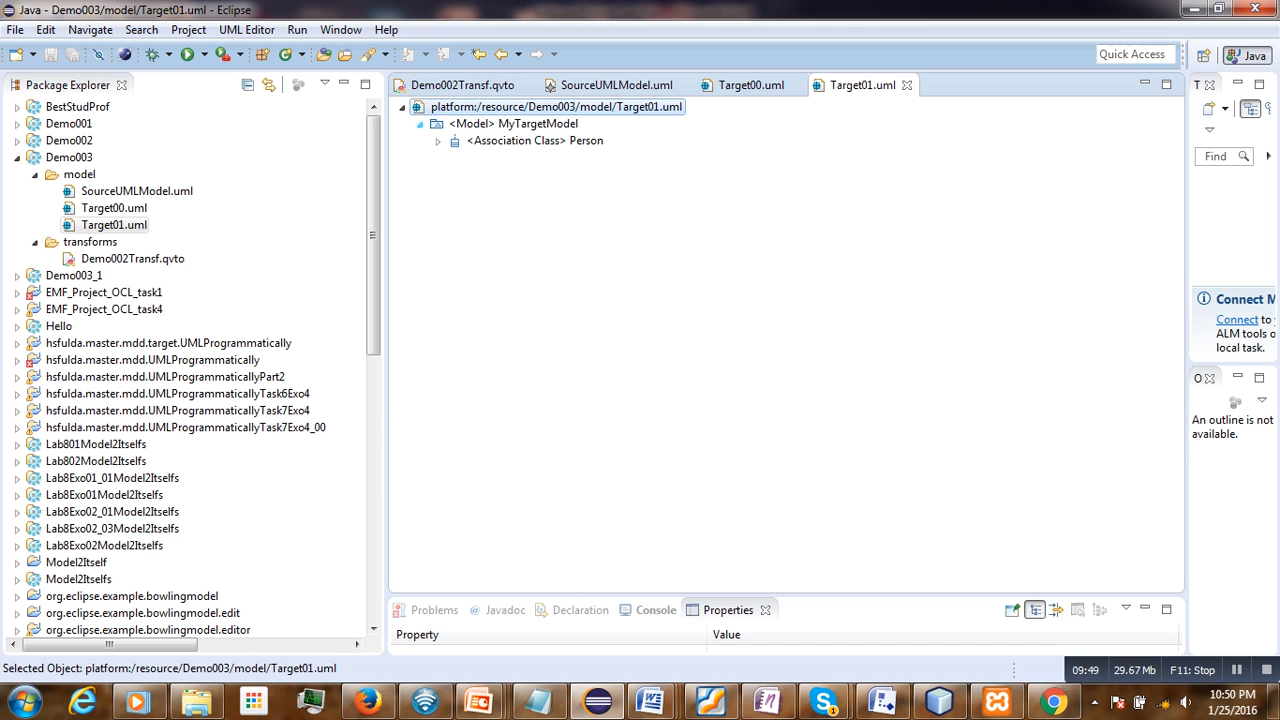 Java - Demo003/model/Target01.uml - Eclipse
File Edit Navigate Search Project UML Editor Run Window Help
Quick Access
Java
Package Explorer
Demo002Transf.qvto SourceUMLModel.uml Target00.uml Target01.uml
T
BestStudProf
Demo001
Demo002
Demo003
model
SourceUMLModel.uml
Target00.uml
Target01.uml
transforms
Demo002Transf.qvto
Demo003_1
EMF_Project_OCL_task1
EMF_Project_OCL_task4
Hello
hsfulda.master.mdd.target.UMLProgrammatically
hsfulda.master.mdd.UMLProgrammatically
hsfulda.master.mdd.UMLProgrammaticallyPart2
hsfulda.master.mdd.UMLProgrammaticallyTask6Exo4
hsfulda.master.mdd.UMLProgrammaticallyTask7Exo4
hsfulda.master.mdd.UMLProgrammaticallyTask7Exo4_00
Lab801Model2Itselfs
Lab802Model2Itselfs
Lab8Exo01_01Model2Itselfs
Lab8Exo01Model2Itselfs
Lab8Exo02_01Model2Itselfs
Lab8Exo02_03Model2Itselfs
Lab8Exo02Model2Itselfs
Model2Itself
Model2Itselfs
org.eclipse.example.bowlingmodel
org.eclipse.example.bowlingmodel.edit
org.eclipse.example.bowlingmodel.editor
platform:/resource/Demo003/model/Target01.uml
<Model> MyTargetModel
<Association Class> Person
Find
Connect M
Connect to
ALM tools o
local task.
O
An outline is not
available.
Problems @ Javadoc Declaration Console Properties
Property Value
Selected Object: platform:/resource/Demo003/model/Target01.uml
09:49 29.67 Mb F11: Stop
10:50 PM
1/25/2016